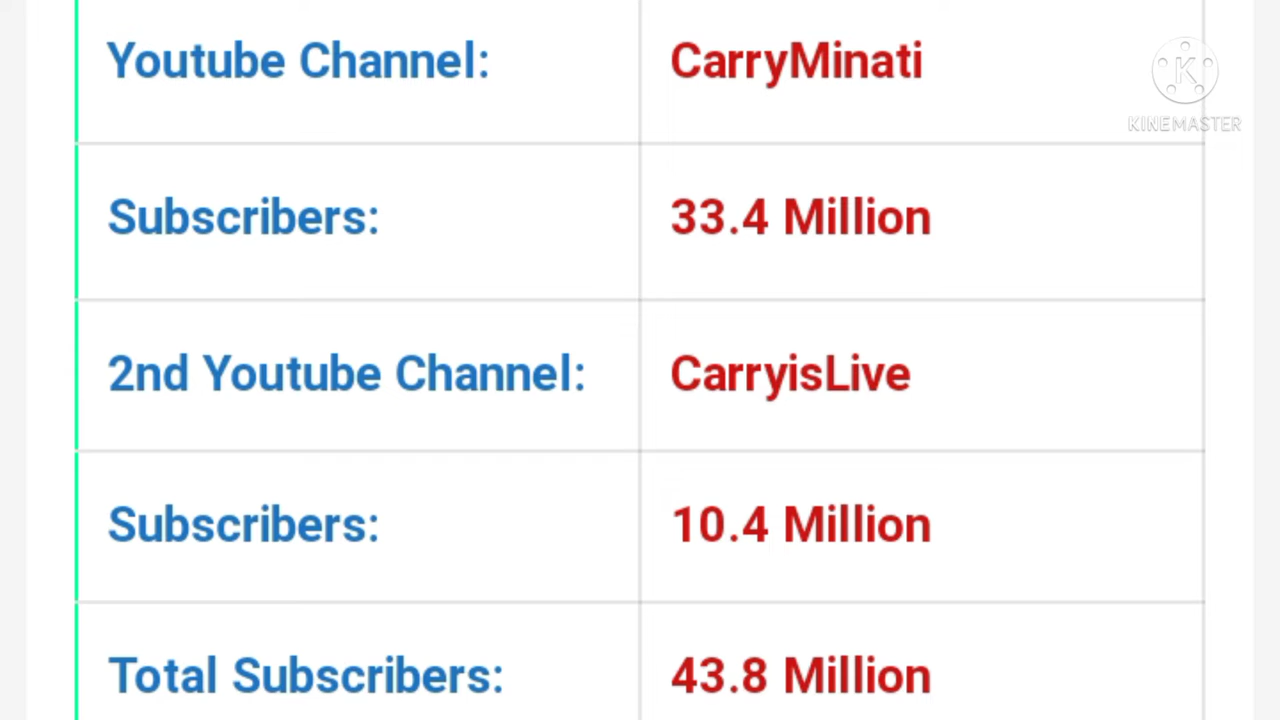 Youtube Channel: CarryMinati
K
KINEMASTER
Subscribers: 33.4 Million
2nd Youtube Channel: CarryisLive
Subscribers: 10.4 Million
Total Subscribers: 43.8 Million